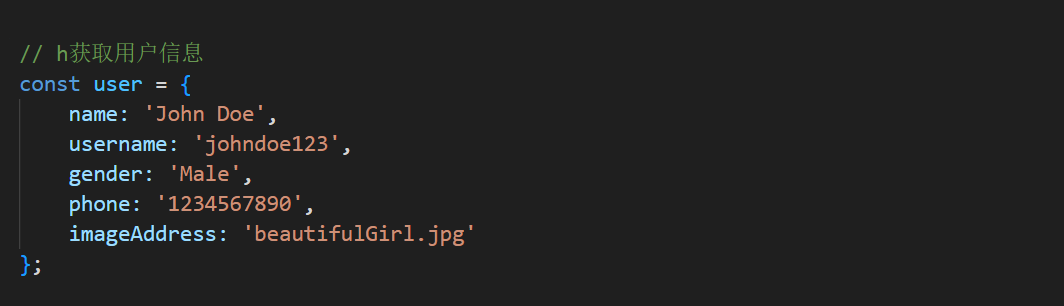 // h获取用户信息
const user = {
    name: 'John Doe',
    username: 'johndoe123',
    gender: 'Male',
    phone: '1234567890',
    imageAddress: 'beautifulGirl.jpg'
};